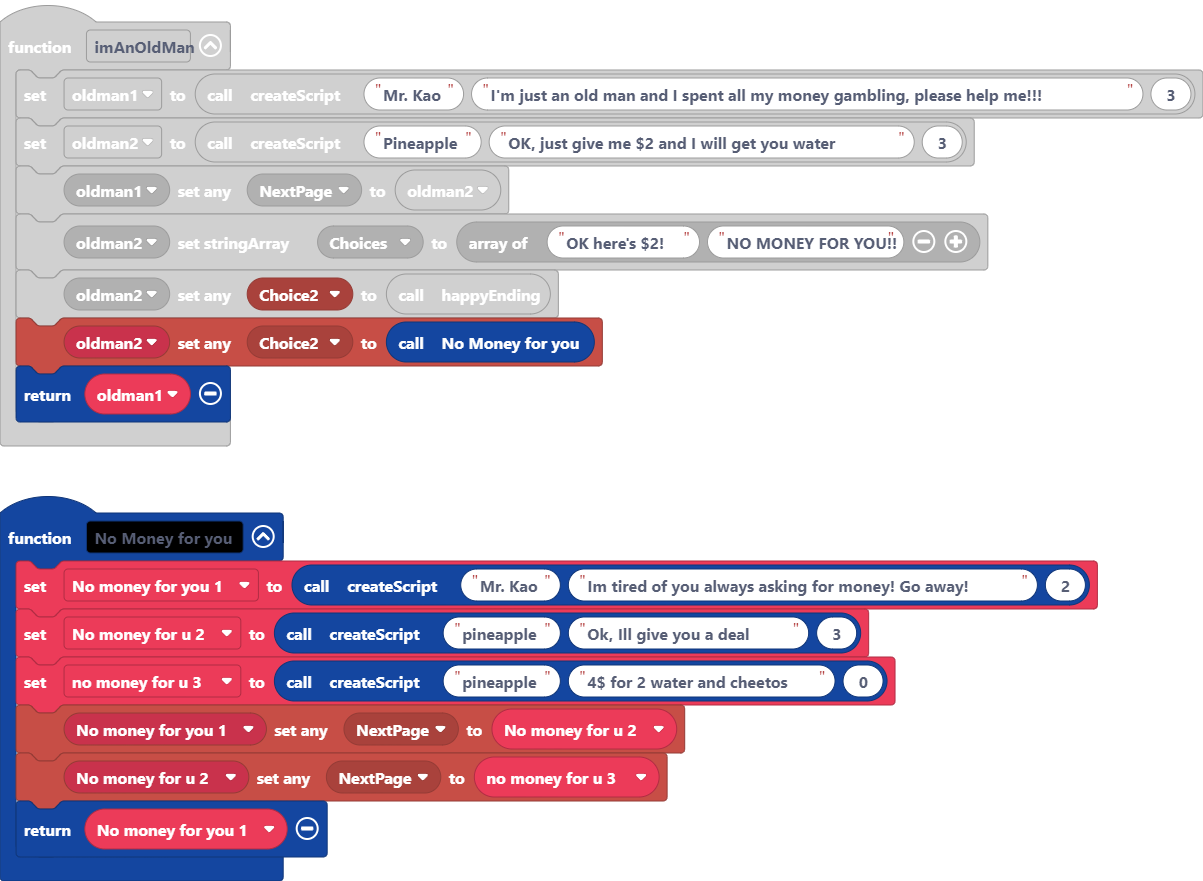 function imAnOldMan
set oldman1 to call createScript "Mr. Kao" "I'm just an old man and I spent all my money gambling, please help me!!!" 3
set oldman2 to call createScript "Pineapple" "OK, just give me $2 and I will get you water" 3
oldman1 set any NextPage to oldman2
oldman2 set stringArray Choices to array of "OK here's $2!" "NO MONEY FOR YOU!!"
oldman2 set any Choice2 to call happyEnding
oldman2 set any Choice2 to call No Money for you
return oldman1
function No Money for you
set No money for you 1 to call createScript "Mr. Kao" "Im tired of you always asking for money! Go away!" 2
set No money for u 2 to call createScript "pineapple" "Ok, Ill give you a deal" 3
set no money for u 3 to call createScript "pineapple" "4$ for 2 water and cheetos" 0
No money for you 1 set any NextPage to No money for u 2
No money for u 2 set any NextPage to no money for u 3
return No money for you 1